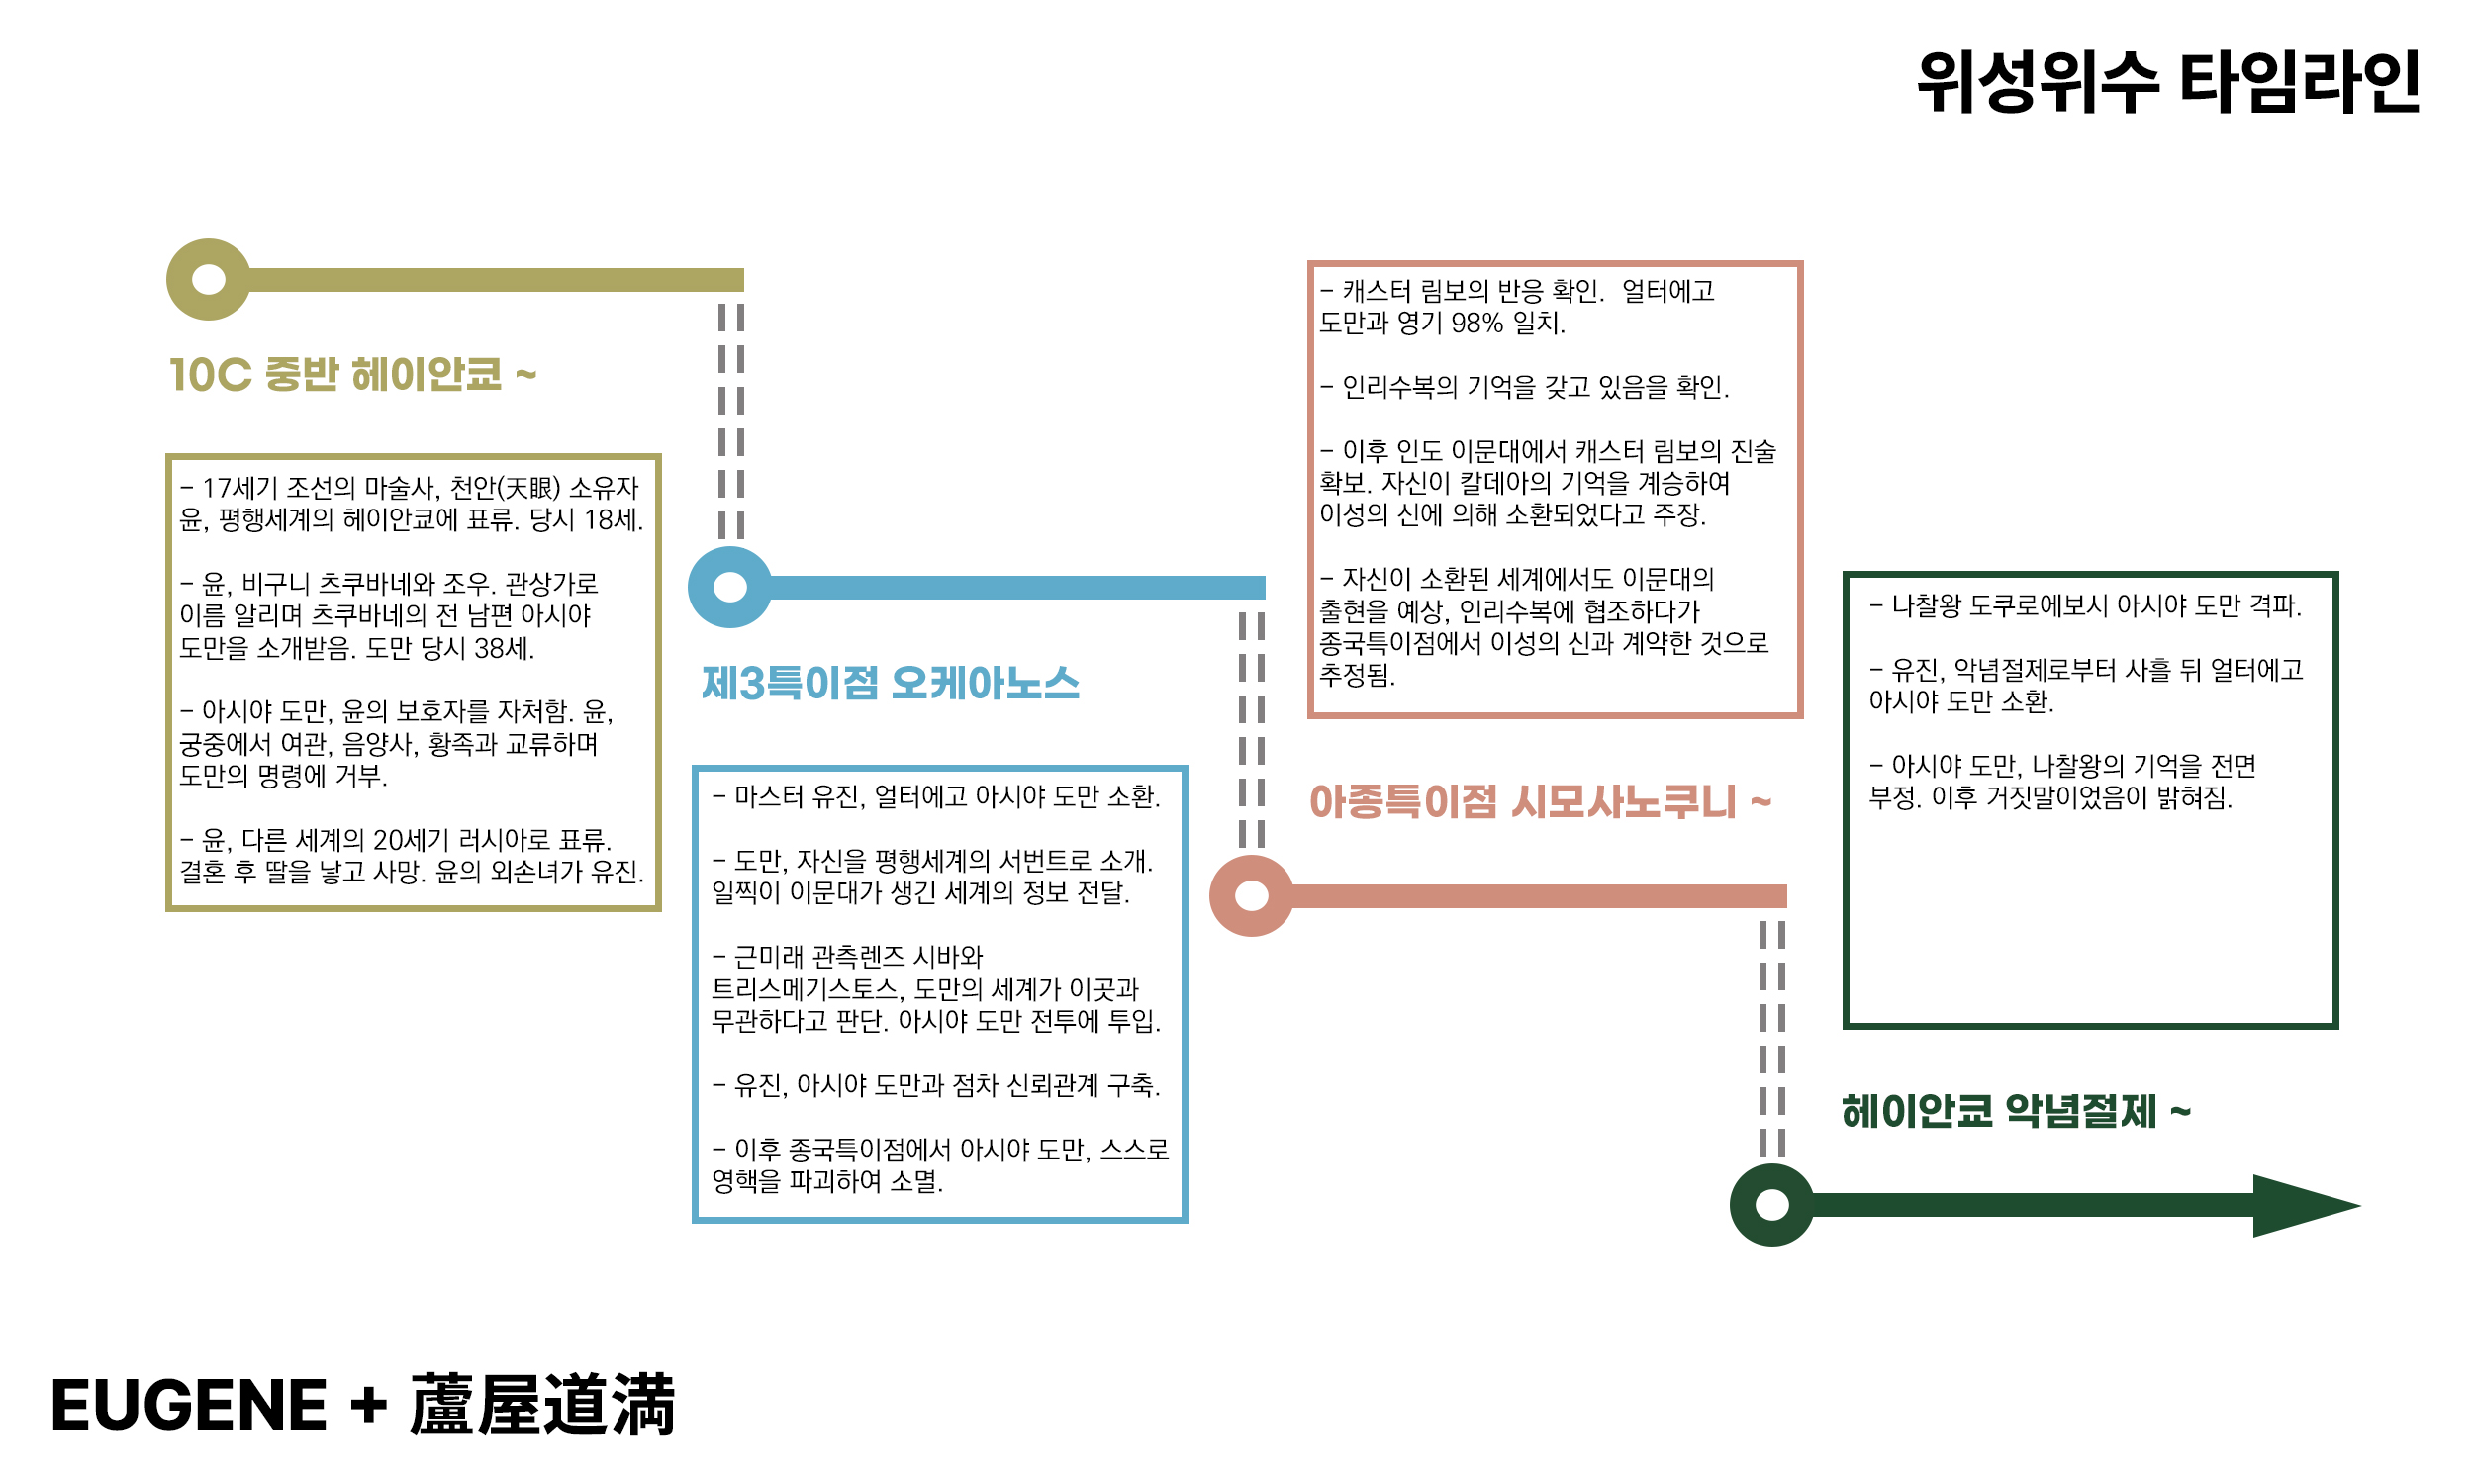 위성위수 타임라인
10C 중반 헤이안쿄 ~
- 17세기 조선의 마술사, 천안(天眼) 소유자
윤, 평행세계의 헤이안쿄에 표류. 당시 18세.
- 윤, 비구니 츠쿠바네와 조우. 관상가로
이름 알리며 츠쿠바네의 전 남편 아시야
도만을 소개받음. 도만 당시 38세.
- 아시야 도만, 윤의 보호자를 자처함. 윤,
궁중에서 여관, 음양사, 황족과 교류하며
도만의 명령에 거부.
- 윤, 다른 세계의 20세기 러시아로 표류.
결혼 후 딸을 낳고 사망. 윤의 외손녀가 유진.
제3특이점 오케아노스
- 마스터 유진, 얼터에고 아시야 도만 소환.
- 도만, 자신을 평행세계의 서번트로 소개.
일찍이 이문대가 생긴 세계의 정보 전달.
- 근미래 관측렌즈 시바와
트리스메기스토스, 도만의 세계가 이곳과
무관하다고 판단. 아시야 도만 전투에 투입.
- 유진, 아시야 도만과 점차 신뢰관계 구축.
- 이후 종국특이점에서 아시야 도만, 스스로
영핵을 파괴하여 소멸.
- 캐스터 림보의 반응 확인. 얼터에고
도만과 영기 98% 일치.
- 인리수복의 기억을 갖고 있음을 확인.
- 이후 인도 이문대에서 캐스터 림보의 진술
확보. 자신이 칼데아의 기억을 계승하여
이성의 신에 의해 소환되었다고 주장.
- 자신이 소환된 세계에서도 이문대의
출현을 예상, 인리수복에 협조하다가
종국특이점에서 이성의 신과 계약한 것으로
추정됨.
아종특이점 시모사노쿠니 ~
- 나찰왕 도쿠로에보시 아시야 도만 격파.
- 유진, 악념절제로부터 사흘 뒤 얼터에고
아시야 도만 소환.
- 아시야 도만, 나찰왕의 기억을 전면
부정. 이후 거짓말이었음이 밝혀짐.
헤이안쿄 악념절제 ~
EUGENE + 蘆屋道満